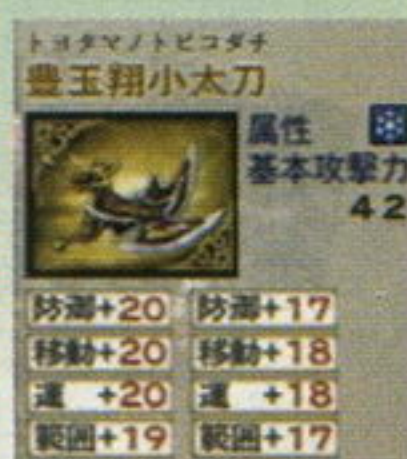 トヨタマノトビコダチ
豊玉翔小太刀
属性
基本攻撃力
42
防御+20 防御+17
移動+20 移動+18
運 +20 運 +18
範囲+19 範囲+17